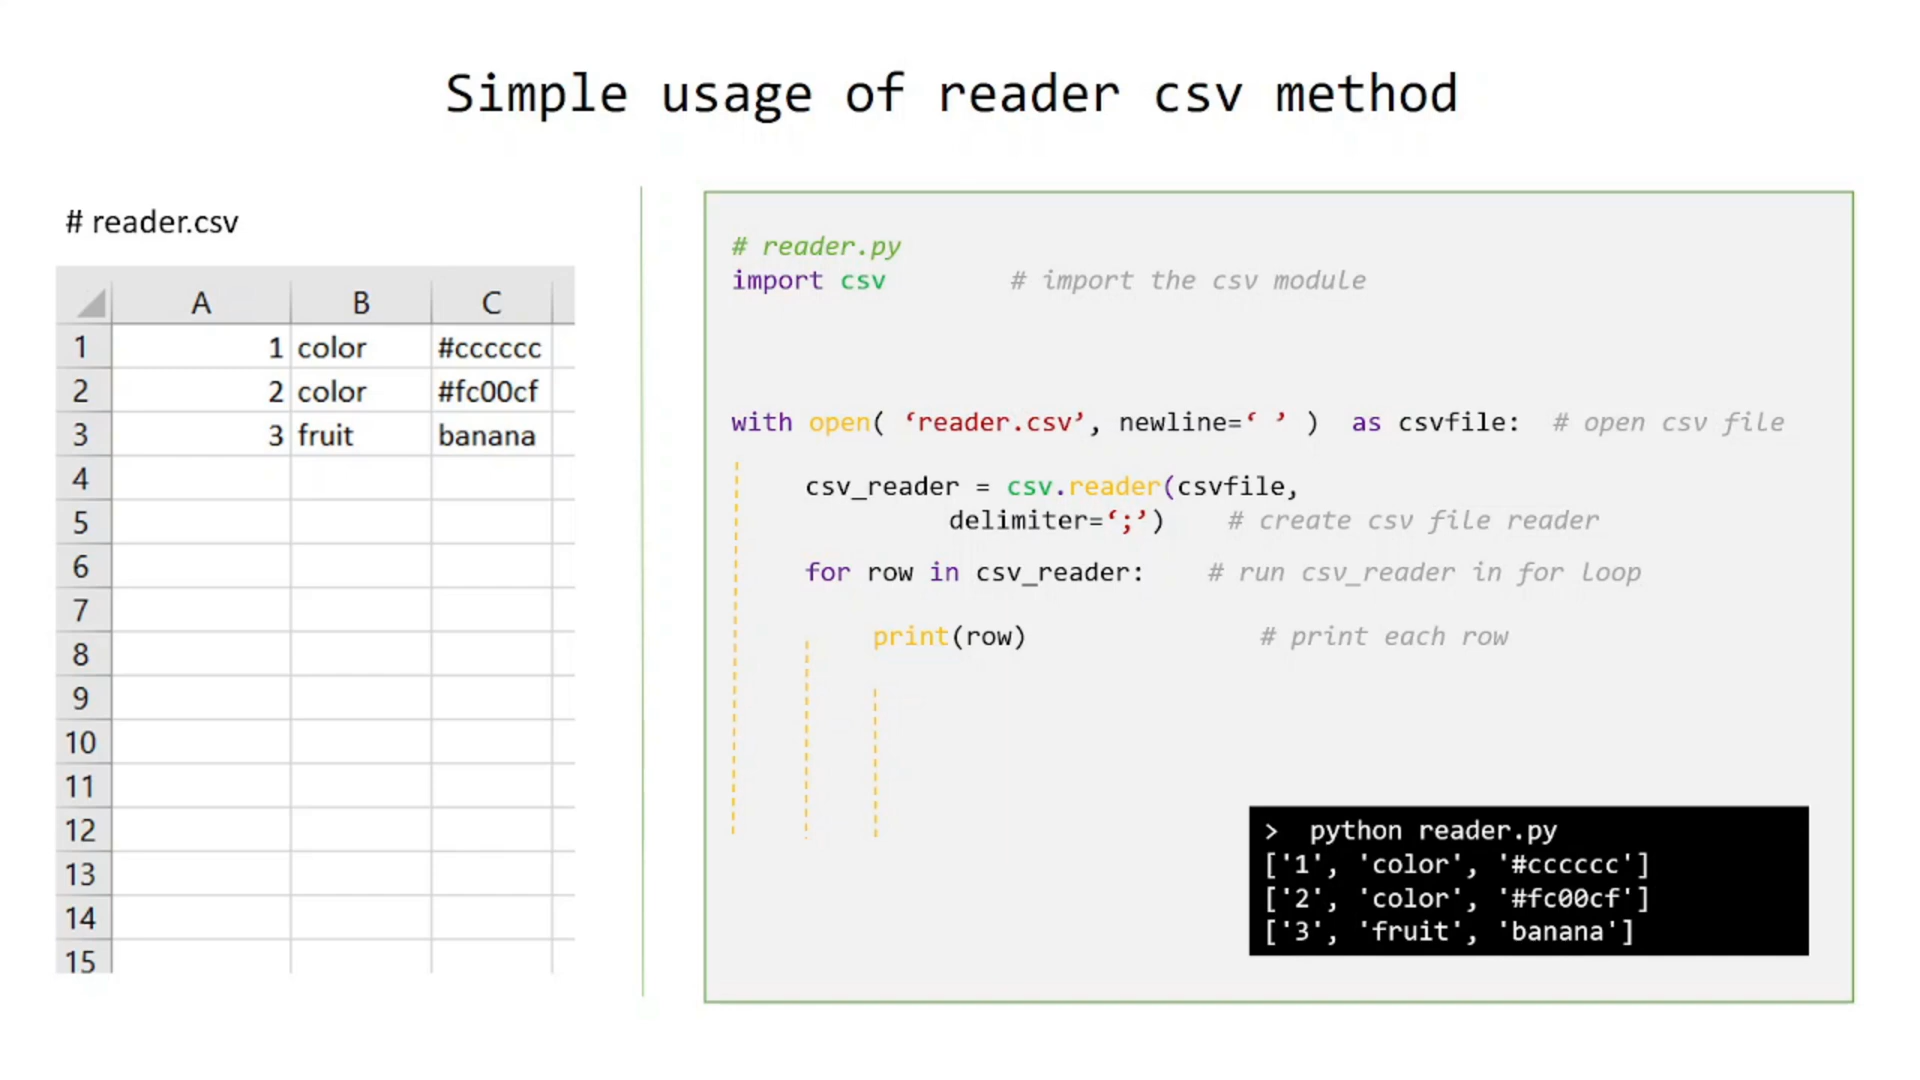 Simple usage of reader csv method
# reader.csv
A B C
1 1 color #cccccc
2 2 color #fc00cf
3 3 fruit banana
4
5
6
7
8
9
10
11
12
13
14
15
# reader.py
import csv # import the csv module
with open( ‘reader.csv’, newline=‘ ’ ) as csvfile: # open csv file
csv_reader = csv.reader(csvfile,
delimiter=‘;’) # create csv file reader
for row in csv_reader: # run csv_reader in for loop
print(row) # print each row
> python reader.py
['1', 'color', '#cccccc']
['2', 'color', '#fc00cf']
['3', 'fruit', 'banana']